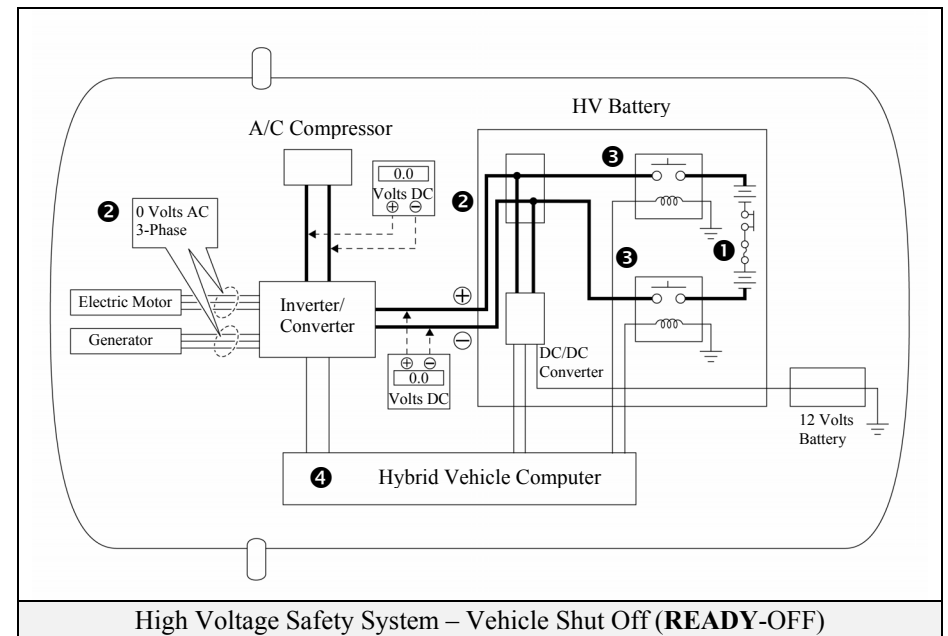 HV Battery
A/C Compressor
❸
0.0
Volts DC
⊕ ⊖
❷
❷
0 Volts AC
3-Phase
❶
❸
Electric Motor
Generator
Inverter/
Converter
⊕
⊖
⊕ ⊖
0.0
Volts DC
DC/DC
Converter
12 Volts
Battery
❹ Hybrid Vehicle Computer
High Voltage Safety System – Vehicle Shut Off (READY-OFF)